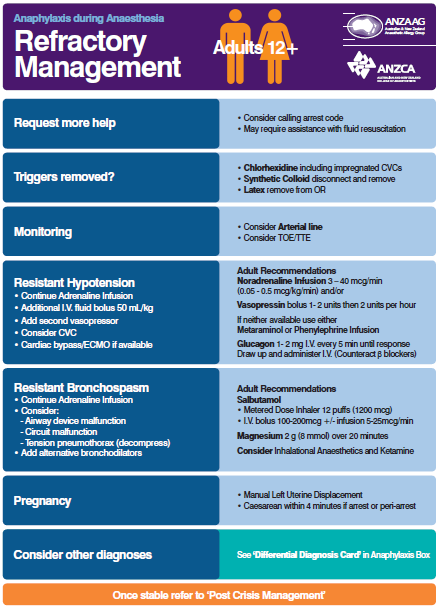 Anaphylaxis during Anaesthesia
Refractory
Management
Adults 12+
ANZAAG
Australian & New Zealand
Anaesthetic Allergy Group
ANZCA
AUSTRALIAN AND NEW ZEALAND
COLLEGE OF ANAESTHETISTS
Request more help
• Consider calling arrest code
• May require assistance with fluid resuscitation
Triggers removed?
• Chlorhexidine including impregnated CVCs
• Synthetic Colloid disconnect and remove
• Latex remove from OR
Monitoring
• Consider Arterial line
• Consider TOE/TTE
Resistant Hypotension
• Continue Adrenaline Infusion
• Additional I.V. fluid bolus 50 mL/kg
• Add second vasopressor
• Consider CVC
• Cardiac bypass/ECMO if available
Adult Recommendations
Noradrenaline Infusion 3 – 40 mcg/min
(0.05 - 0.5 mcg/kg/min) and/or
Vasopressin bolus 1- 2 units then 2 units per hour
If neither available use either
Metaraminol or Phenylephrine Infusion
Glucagon 1- 2 mg I.V. every 5 min until response
Draw up and administer I.V. (Counteract β blockers)
Resistant Bronchospasm
• Continue Adrenaline Infusion
• Consider:
- Airway device malfunction
- Circuit malfunction
- Tension pneumothorax (decompress)
• Add alternative bronchodilators
Adult Recommendations
Salbutamol
• Metered Dose Inhaler 12 puffs (1200 mcg)
• I.V. bolus 100-200mcg +/- infusion 5-25mcg/min
Magnesium 2 g (8 mmol) over 20 minutes
Consider Inhalational Anaesthetics and Ketamine
Pregnancy
• Manual Left Uterine Displacement
• Caesarean within 4 minutes if arrest or peri-arrest
Consider other diagnoses
See 'Differential Diagnosis Card' in Anaphylaxis Box
Once stable refer to 'Post Crisis Management'